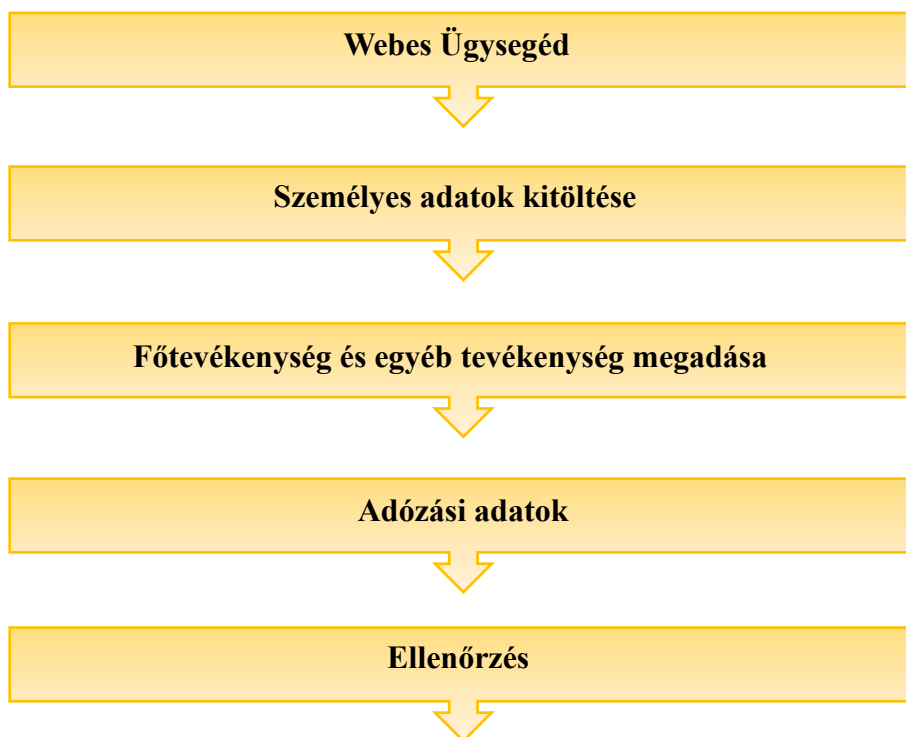 Webes Ügysegéd
Személyes adatok kitöltése
Főtevékenység és egyéb tevékenység megadása
Adózási adatok
Ellenőrzés